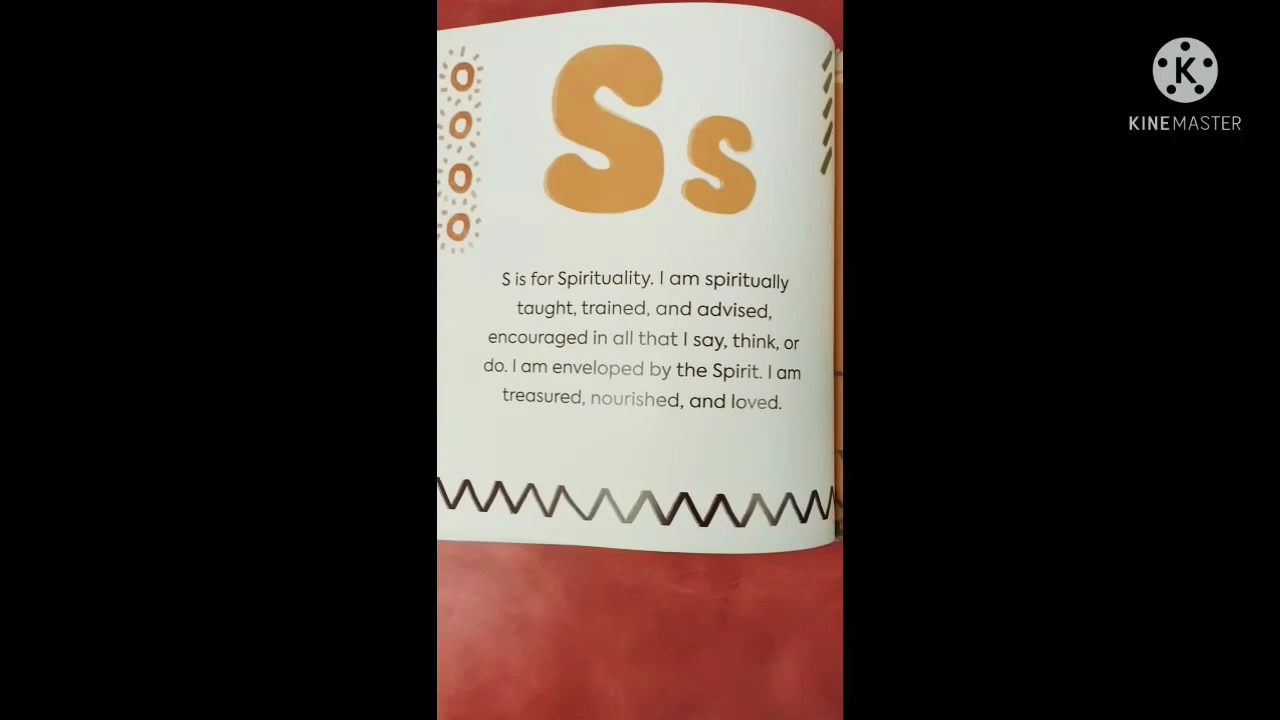 Ss
S is for Spirituality. I am spiritually
taught, trained, and advised,
encouraged in all that I say, think, or
do. I am enveloped by the Spirit. I am
treasured, nourished, and loved.
K
KINEMASTER